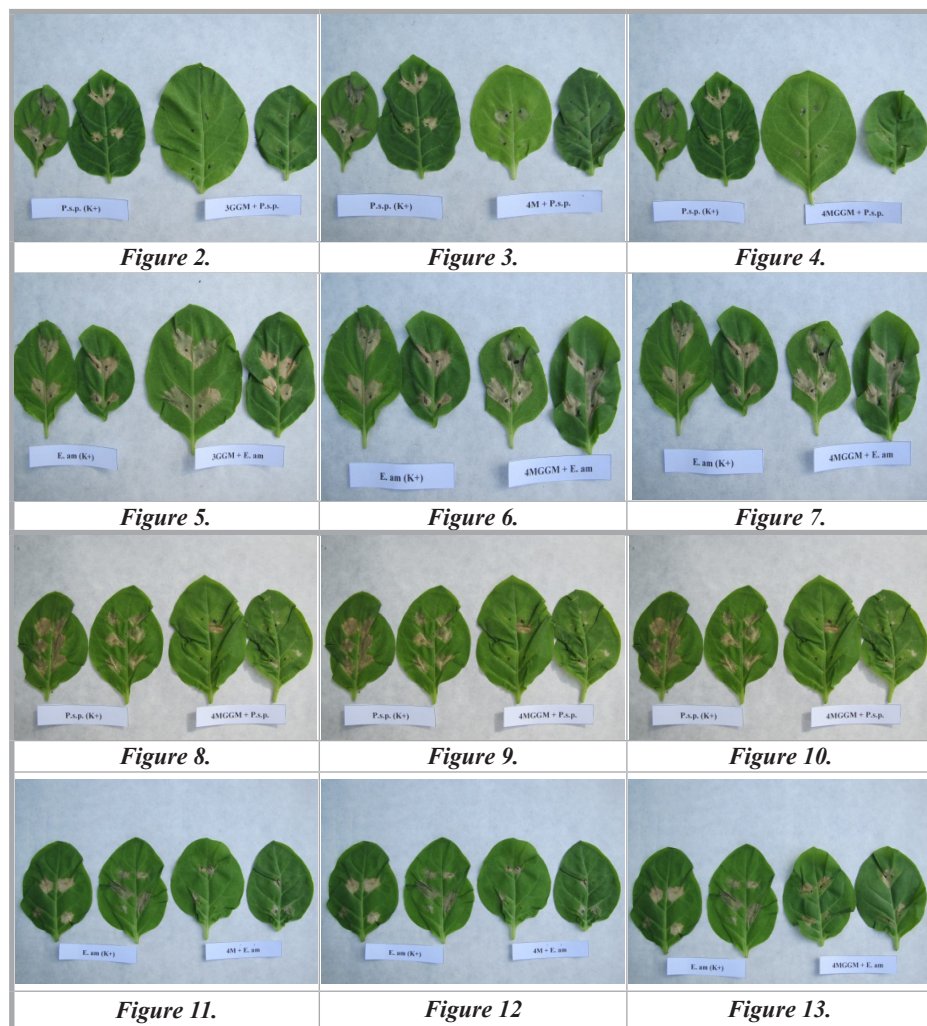 P.s.p. (K+) 3GGM + P.s.p. P.s.p. (K+) 4M + P.s.p. P.s.p. (K+) 4MGGM + P.s.p.
Figure 2. Figure 3. Figure 4.
E. am (K+) 3GGM + E. am E. am (K+) 4MGGM + E. am E. am (K+) 4MGGM + E. am
Figure 5. Figure 6. Figure 7.
P.s.p. (K+) 4MGGM + P.s.p. P.s.p. (K+) 4MGGM + P.s.p. P.s.p. (K+) 4MGGM + P.s.p.
Figure 8. Figure 9. Figure 10.
E. am (K+) 4M + E. am E. am (K+) 4M + E. am E. am (K+) 4MGGM + E. am
Figure 11. Figure 12 Figure 13.